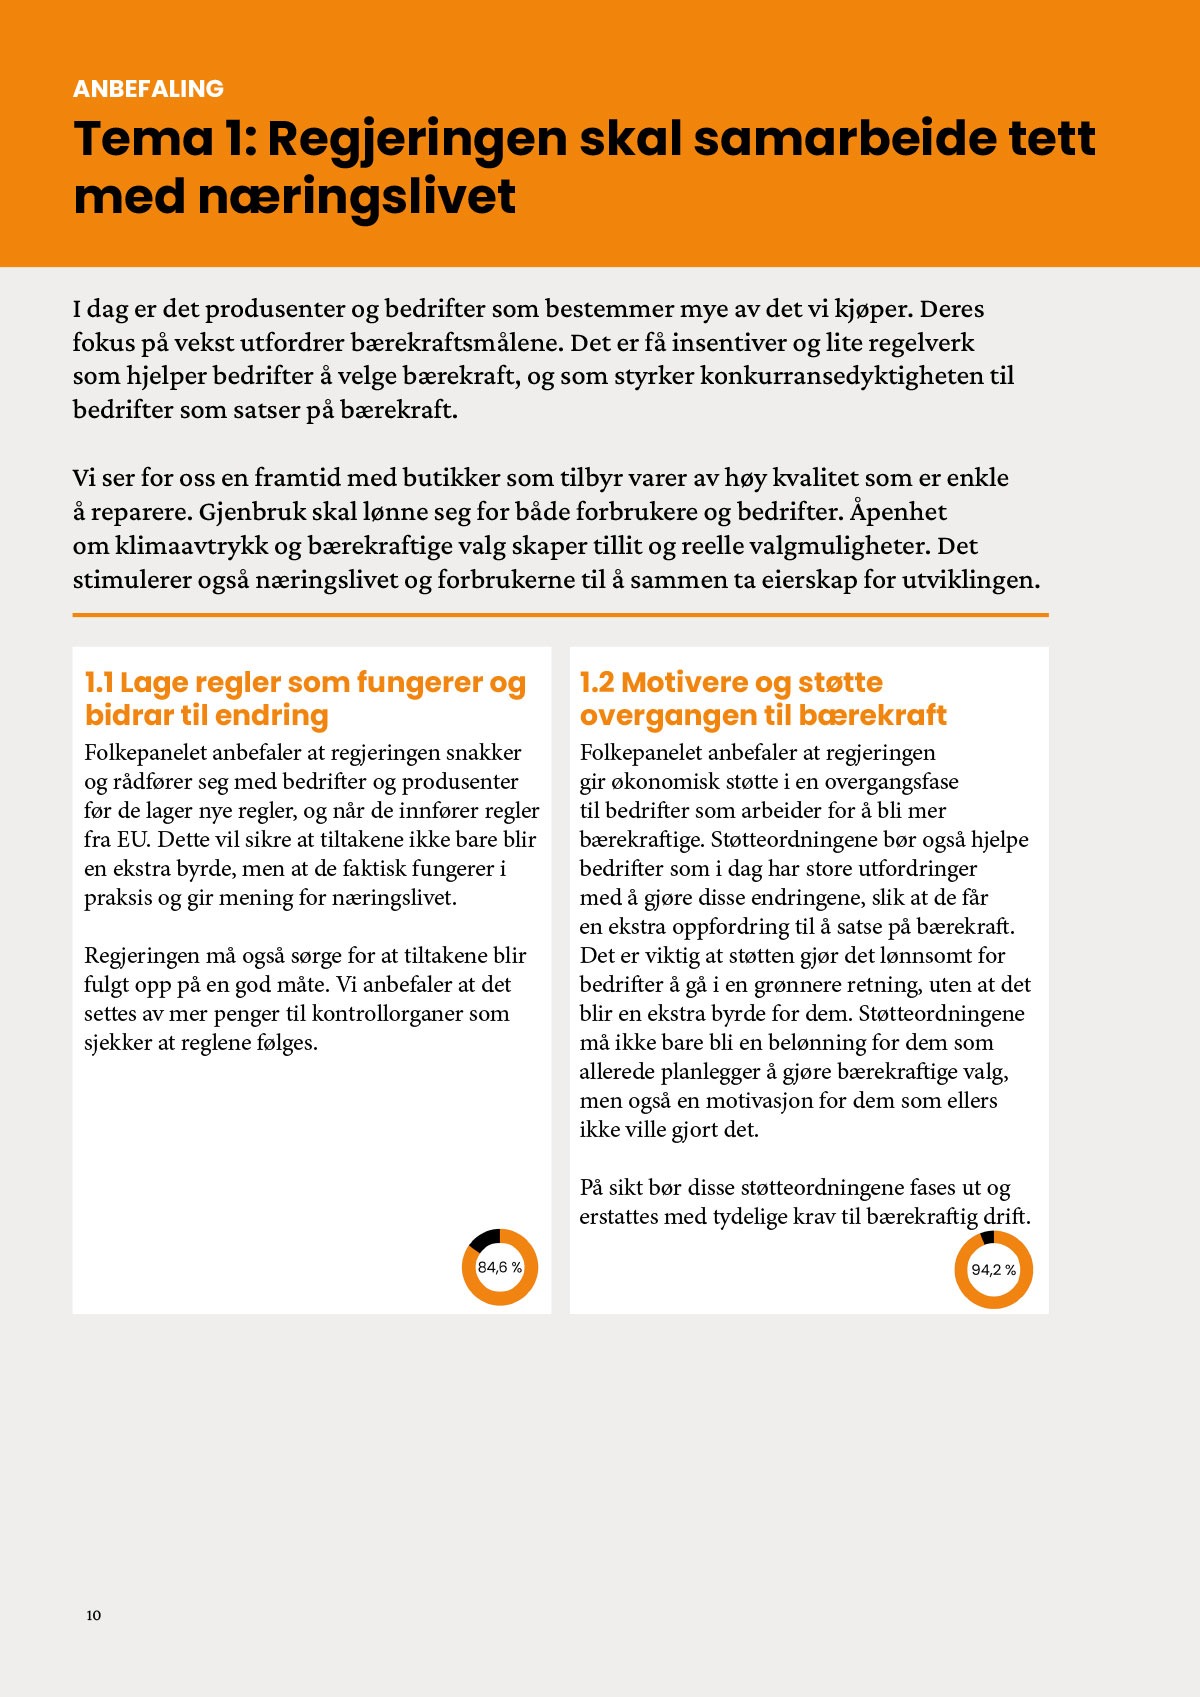 ANBEFALING
Tema 1: Regjeringen skal samarbeide tett
med næringslivet
I dag er det produsenter og bedrifter som bestemmer mye av det vi kjøper. Deres
fokus på vekst utfordrer bærekraftsmålene. Det er få insentiver og lite regelverk
som hjelper bedrifter å velge bærekraft, og som styrker konkurransedyktigheten til
bedrifter som satser på bærekraft.
Vi ser for oss en framtid med butikker som tilbyr varer av høy kvalitet som er enkle
å reparere. Gjenbruk skal lønne seg for både forbrukere og bedrifter. Åpenhet
om klimaavtrykk og bærekraftige valg skaper tillit og reelle valgmuligheter. Det
stimulerer også næringslivet og forbrukerne til å sammen ta eierskap for utviklingen.
1.1 Lage regler som fungerer og
bidrar til endring
Folkepanelet anbefaler at regjeringen snakker
og rådfører seg med bedrifter og produsenter
før de lager nye regler, og når de innfører regler
fra EU. Dette vil sikre at tiltakene ikke bare blir
en ekstra byrde, men at de faktisk fungerer i
praksis og gir mening for næringslivet.
Regjeringen må også sørge for at tiltakene blir
fulgt opp på en god måte. Vi anbefaler at det
settes av mer penger til kontrollorganer som
sjekker at reglene følges.
84,6 %
1.2 Motivere og støtte
overgangen til bærekraft
Folkepanelet anbefaler at regjeringen
gir økonomisk støtte i en overgangsfase
til bedrifter som arbeider for å bli mer
bærekraftige. Støtteordningene bør også hjelpe
bedrifter som i dag har store utfordringer
med å gjøre disse endringene, slik at de får
en ekstra oppfordring til å satse på bærekraft.
Det er viktig at støtten gjør det lønnsomt for
bedrifter å gå i en grønnere retning, uten at det
blir en ekstra byrde for dem. Støtteordningene
må ikke bare bli en belønning for dem som
allerede planlegger å gjøre bærekraftige valg,
men også en motivasjon for dem som ellers
ikke ville gjort det.
På sikt bør disse støtteordningene fases ut og
erstattes med tydelige krav til bærekraftig drift.
94,2 %
10